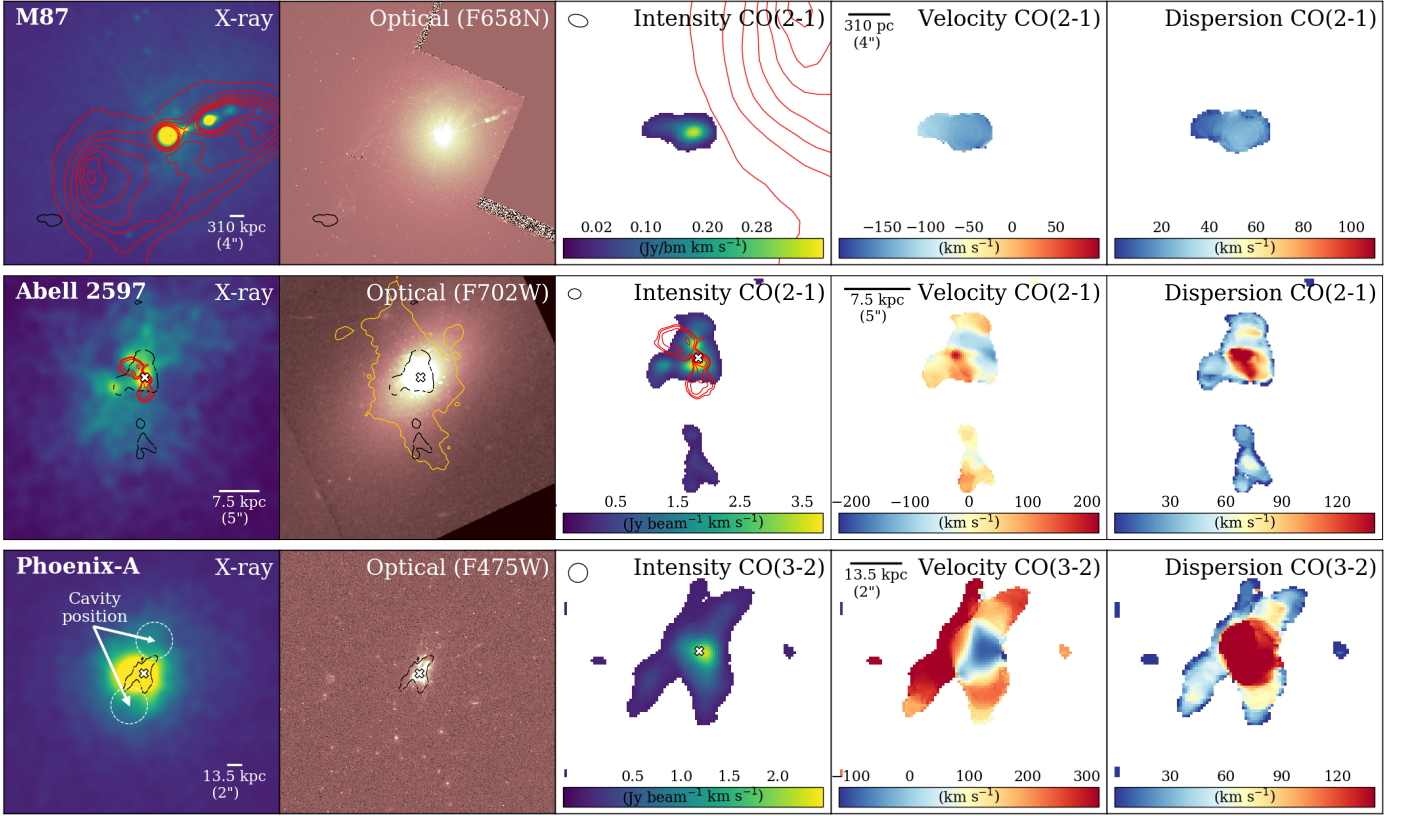 M87 X-ray Optical (F658N) Intensity CO(2-1) Velocity CO(2-1) Dispersion CO(2-1)
310 pc
(4")
310 kpc
(4")
0.02 0.10 0.20 0.28
(Jy/bm km s⁻¹)
−150 −100 −50 0 50
(km s⁻¹)
20 40 60 80 100
(km s⁻¹)
Abell 2597 X-ray Optical (F702W) Intensity CO(2-1) Velocity CO(2-1) Dispersion CO(2-1)
7.5 kpc
(5")
7.5 kpc
(5")
0.5 1.5 2.5 3.5
(Jy beam⁻¹ km s⁻¹)
−200 −100 0 100 200
(km s⁻¹)
30 60 90 120
(km s⁻¹)
Phoenix-A X-ray Optical (F475W) Intensity CO(3-2) Velocity CO(3-2) Dispersion CO(3-2)
13.5 kpc
(2")
Cavity
position
13.5 kpc
(2")
0.5 1.0 1.5 2.0
(Jy beam⁻¹ km s⁻¹)
−100 0 100 200 300
(km s⁻¹)
30 60 90 120
(km s⁻¹)